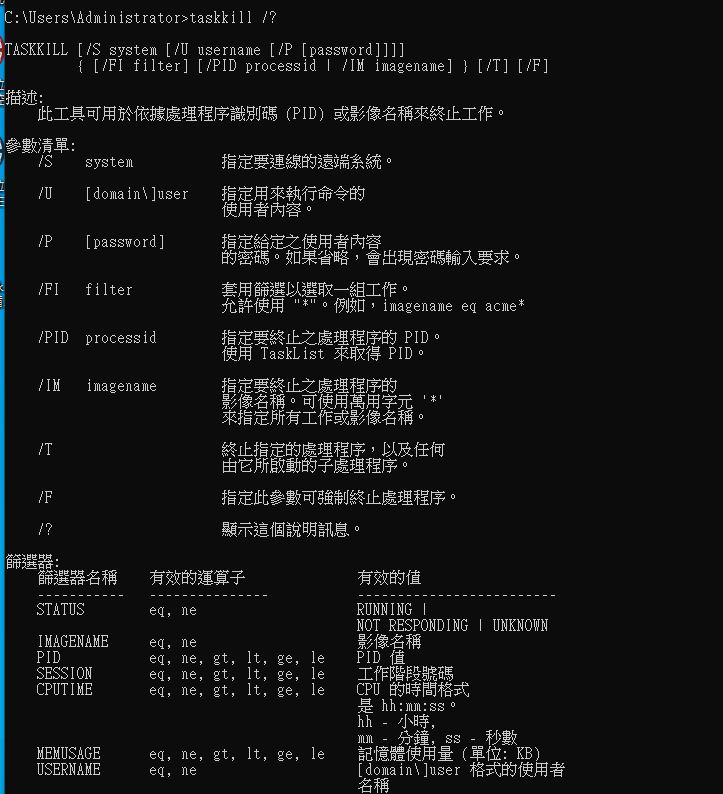 C:\Users\Administrator>taskkill /?
TASKKILL [/S system [/U username [/P [password]]]]
{ [/FI filter] [/PID processid | /IM imagename] } [/T] [/F]
描述:
此工具可用於依據處理程序識別碼 (PID) 或影像名稱來終止工作。
參數清單:
/S system 指定要連線的遠端系統。
/U [domain\]user 指定用來執行命令的
使用者內容。
/P [password] 指定給定之使用者內容
的密碼。如果省略，會出現密碼輸入要求。
/FI filter 套用篩選以選取一組工作。
允許使用 "*"。例如，imagename eq acme*
/PID processid 指定要終止之處理程序的 PID。
使用 TaskList 來取得 PID。
/IM imagename 指定要終止之處理程序的
影像名稱。可使用萬用字元 '*'
來指定所有工作或影像名稱。
/T 終止指定的處理程序，以及任何
由它所啟動的子處理程序。
/F 指定此參數可強制終止處理程序。
/? 顯示這個說明訊息。
篩選器:
篩選器名稱 有效的運算子 有效的值
----------- --------------- -------------------------
STATUS eq, ne RUNNING |
NOT RESPONDING | UNKNOWN
IMAGENAME eq, ne 影像名稱
PID eq, ne, gt, lt, ge, le PID 值
SESSION eq, ne, gt, lt, ge, le 工作階段號碼
CPUTIME eq, ne, gt, lt, ge, le CPU 的時間格式
是 hh:mm:ss。
hh - 小時,
mm - 分鐘, ss - 秒數
MEMUSAGE eq, ne, gt, lt, ge, le 記憶體使用量 (單位: KB)
USERNAME eq, ne [domain\]user 格式的使用者
名稱